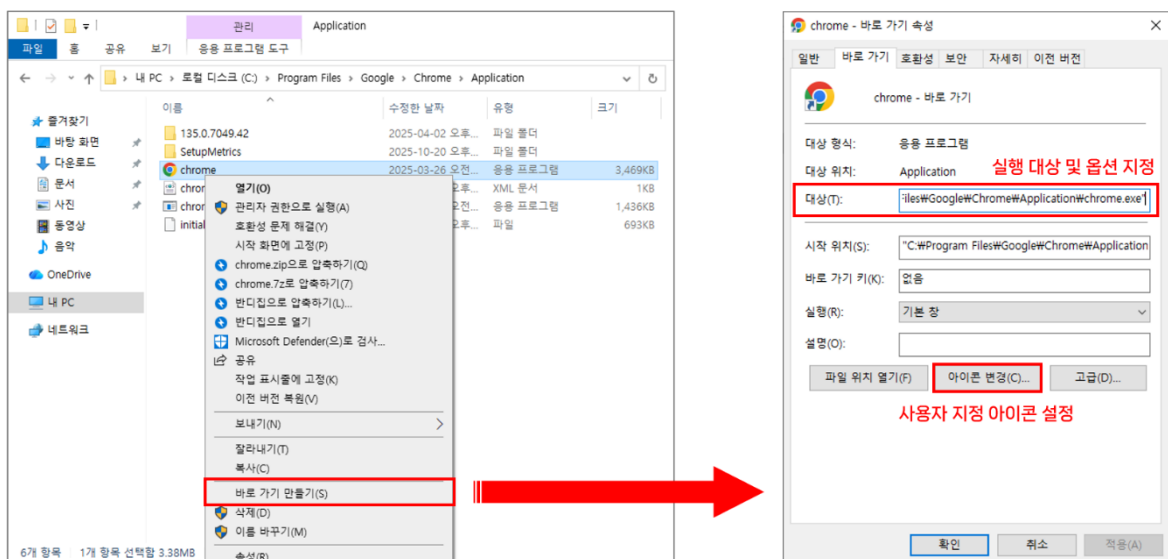 관리
Application
파일
홈
공유
보기
응용 프로그램 도구
내 PC > 로컬 디스크 (C:) > Program Files > Google > Chrome > Application
이름
수정한 날짜
유형
크기
즐겨찾기
바탕 화면
다운로드
문서
사진
동영상
음악
OneDrive
내 PC
네트워크
135.0.7049.42 2025-04-02 오후... 파일 폴더
SetupMetrics 2025-10-20 오후... 파일 폴더
chrome 2025-03-26 오전... 응용 프로그램 3,469KB
chror 오후... XML 문서 1KB
chror 오전... 응용 프로그램 1,436KB
initial 오후... 파일 693KB
열기(O)
관리자 권한으로 실행(A)
호환성 문제 해결(Y)
시작 화면에 고정(P)
chrome.zip으로 압축하기(Q)
chrome.7z로 압축하기(7)
반디집으로 압축하기(L)...
반디집으로 열기
Microsoft Defender(으)로 검사...
공유
작업 표시줄에 고정(K)
이전 버전 복원(V)
보내기(N)
잘라내기(T)
복사(C)
바로 가기 만들기(S)
삭제(D)
이름 바꾸기(M)
속성(R)
6개 항목
1개 항목 선택함 3.38MB
chrome - 바로 가기 속성
일반
바로 가기
호환성
보안
자세히
이전 버전
chrome - 바로 가기
대상 형식: 응용 프로그램
실행 대상 및 옵션 지정
대상 위치: Application
대상(T): iles₩Google₩Chrome₩Application₩chrome.exe"
시작 위치(S): "C:₩Program Files₩Google₩Chrome₩Application
바로 가기 키(K): 없음
실행(R): 기본 창
설명(O):
파일 위치 열기(F)
아이콘 변경(C)...
고급(D)...
사용자 지정 아이콘 설정
확인
취소
적용(A)